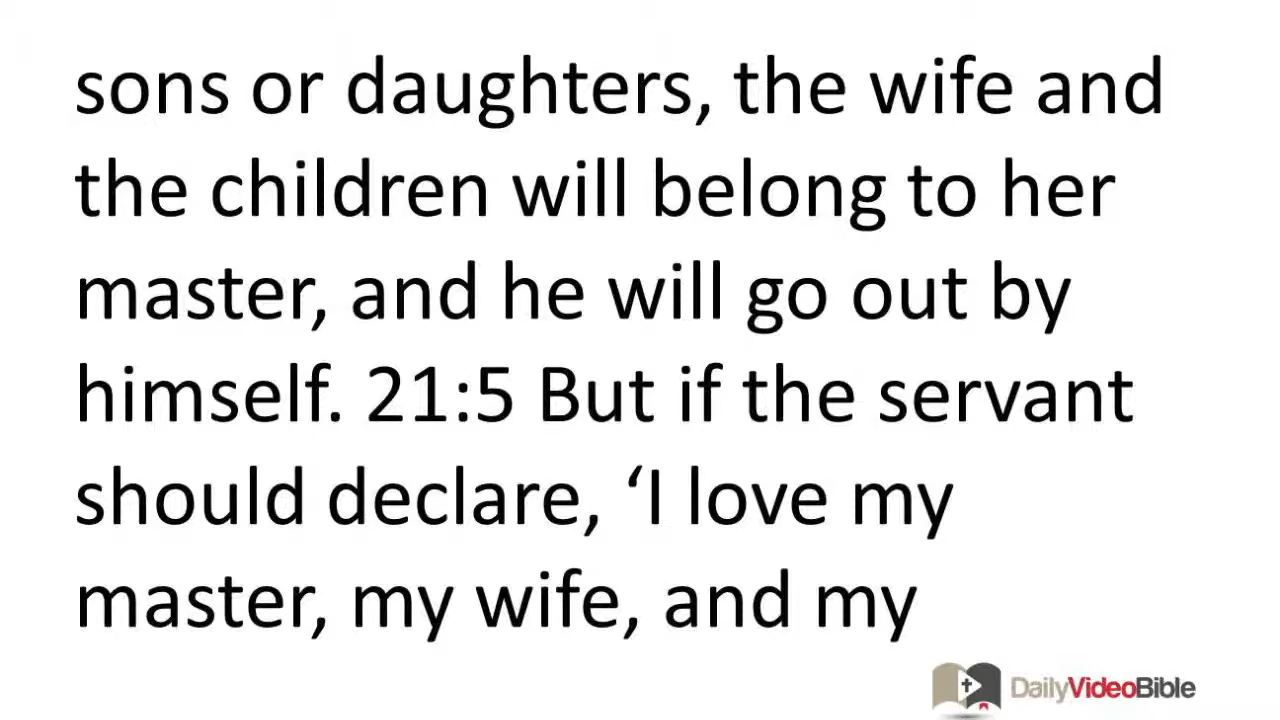 sons or daughters, the wife and
the children will belong to her
master, and he will go out by
himself. 21:5 But if the servant
should declare, ‘I love my
master, my wife, and my
DailyVideoBible